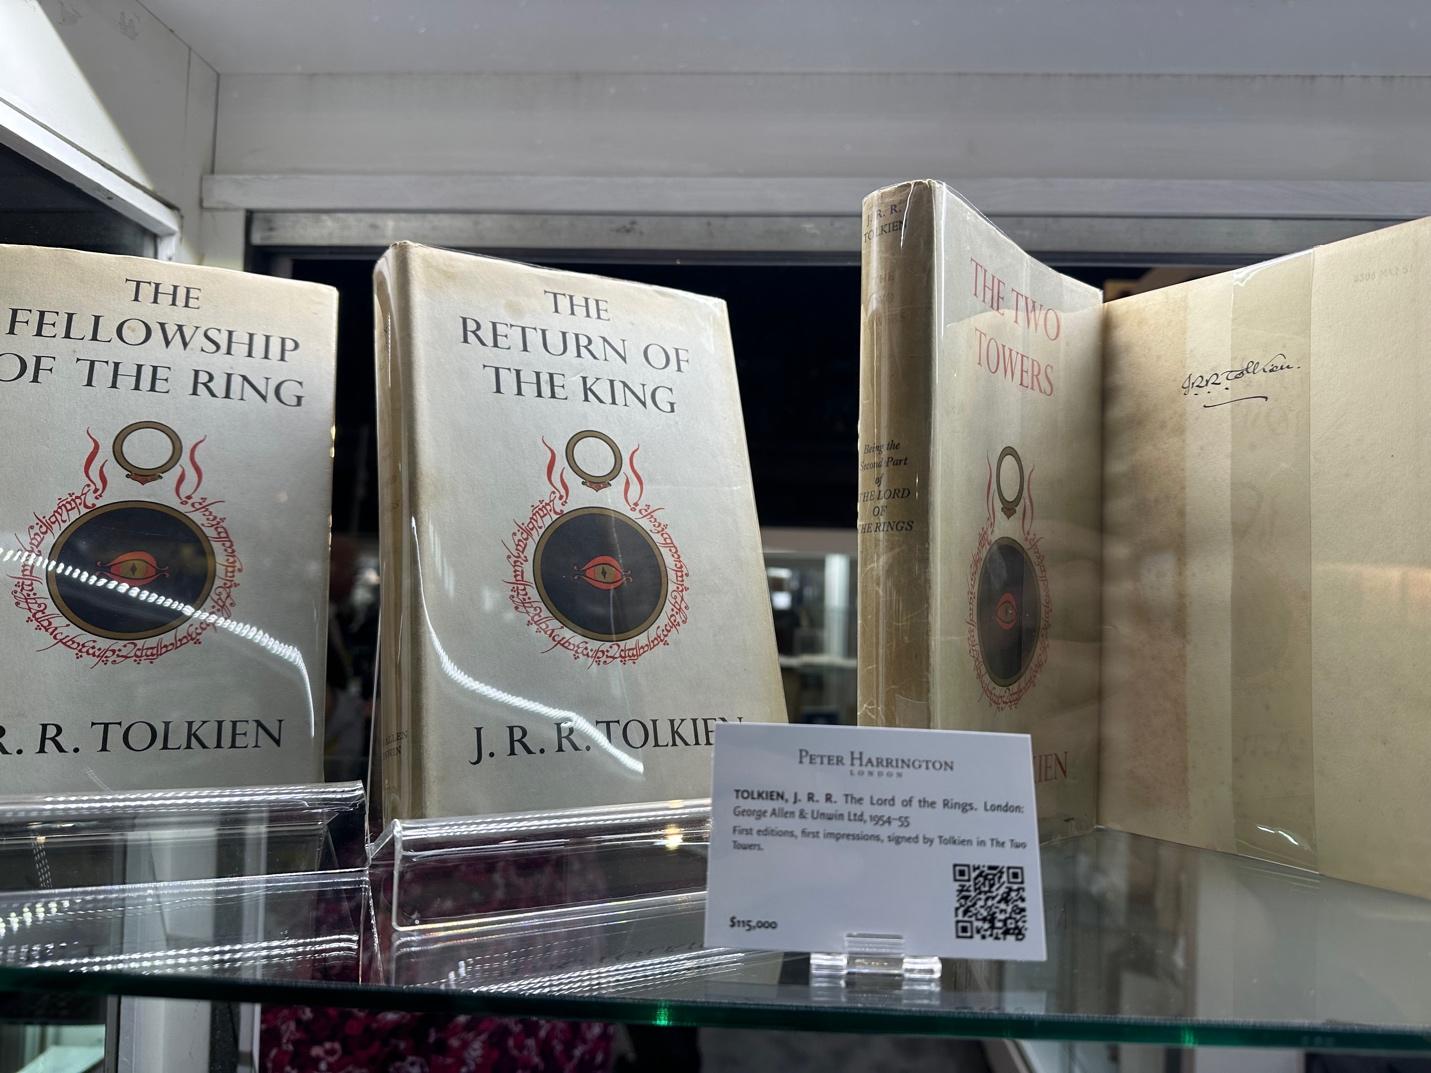 THE
FELLOWSHIP
OF THE RING
R. R. TOLKIEN
THE
RETURN OF
THE KING
J. R. R. TOLKIEN
J. R. R.
TOLKIEN
THE
Being the
Second Part
of
THE LORD
OF
THE RINGS
THE TWO
TOWERS
KIEN
J.R.R. Tolkien.
PETER HARRINGTON
LONDON
TOLKIEN, J. R. R. The Lord of the Rings. London:
George Allen & Unwin Ltd, 1954–55
First editions, first impressions, signed by Tolkien in The Two
Towers.
$115,000